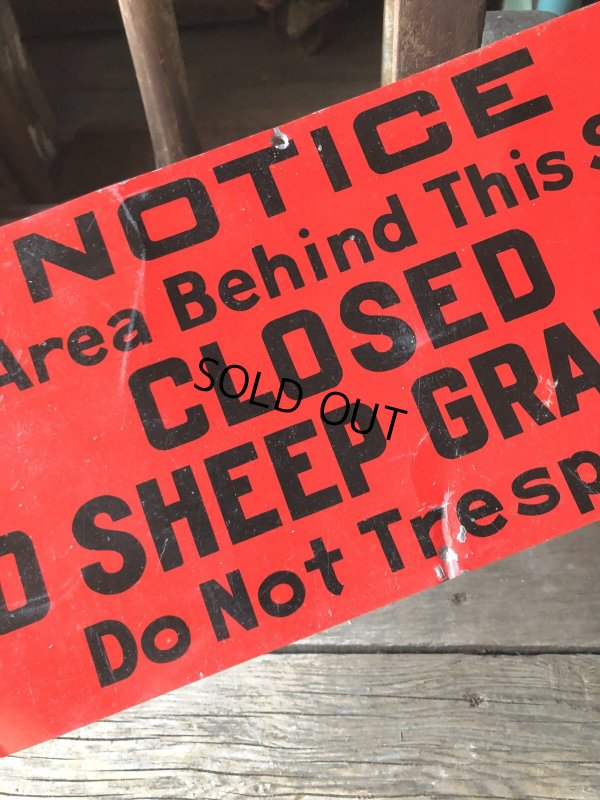 NOTICE
Area Behind This S
CLOSED
SOLD OUT
SHEEP GRA
Do Not Tresp